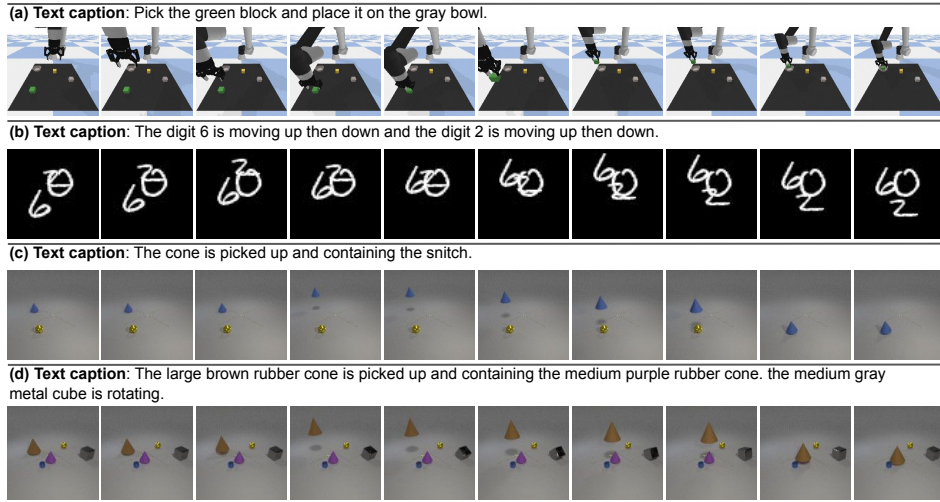 (a) Text caption: Pick the green block and place it on the gray bowl.
(b) Text caption: The digit 6 is moving up then down and the digit 2 is moving up then down.
(c) Text caption: The cone is picked up and containing the snitch.
(d) Text caption: The large brown rubber cone is picked up and containing the medium purple rubber cone. the medium gray
metal cube is rotating.